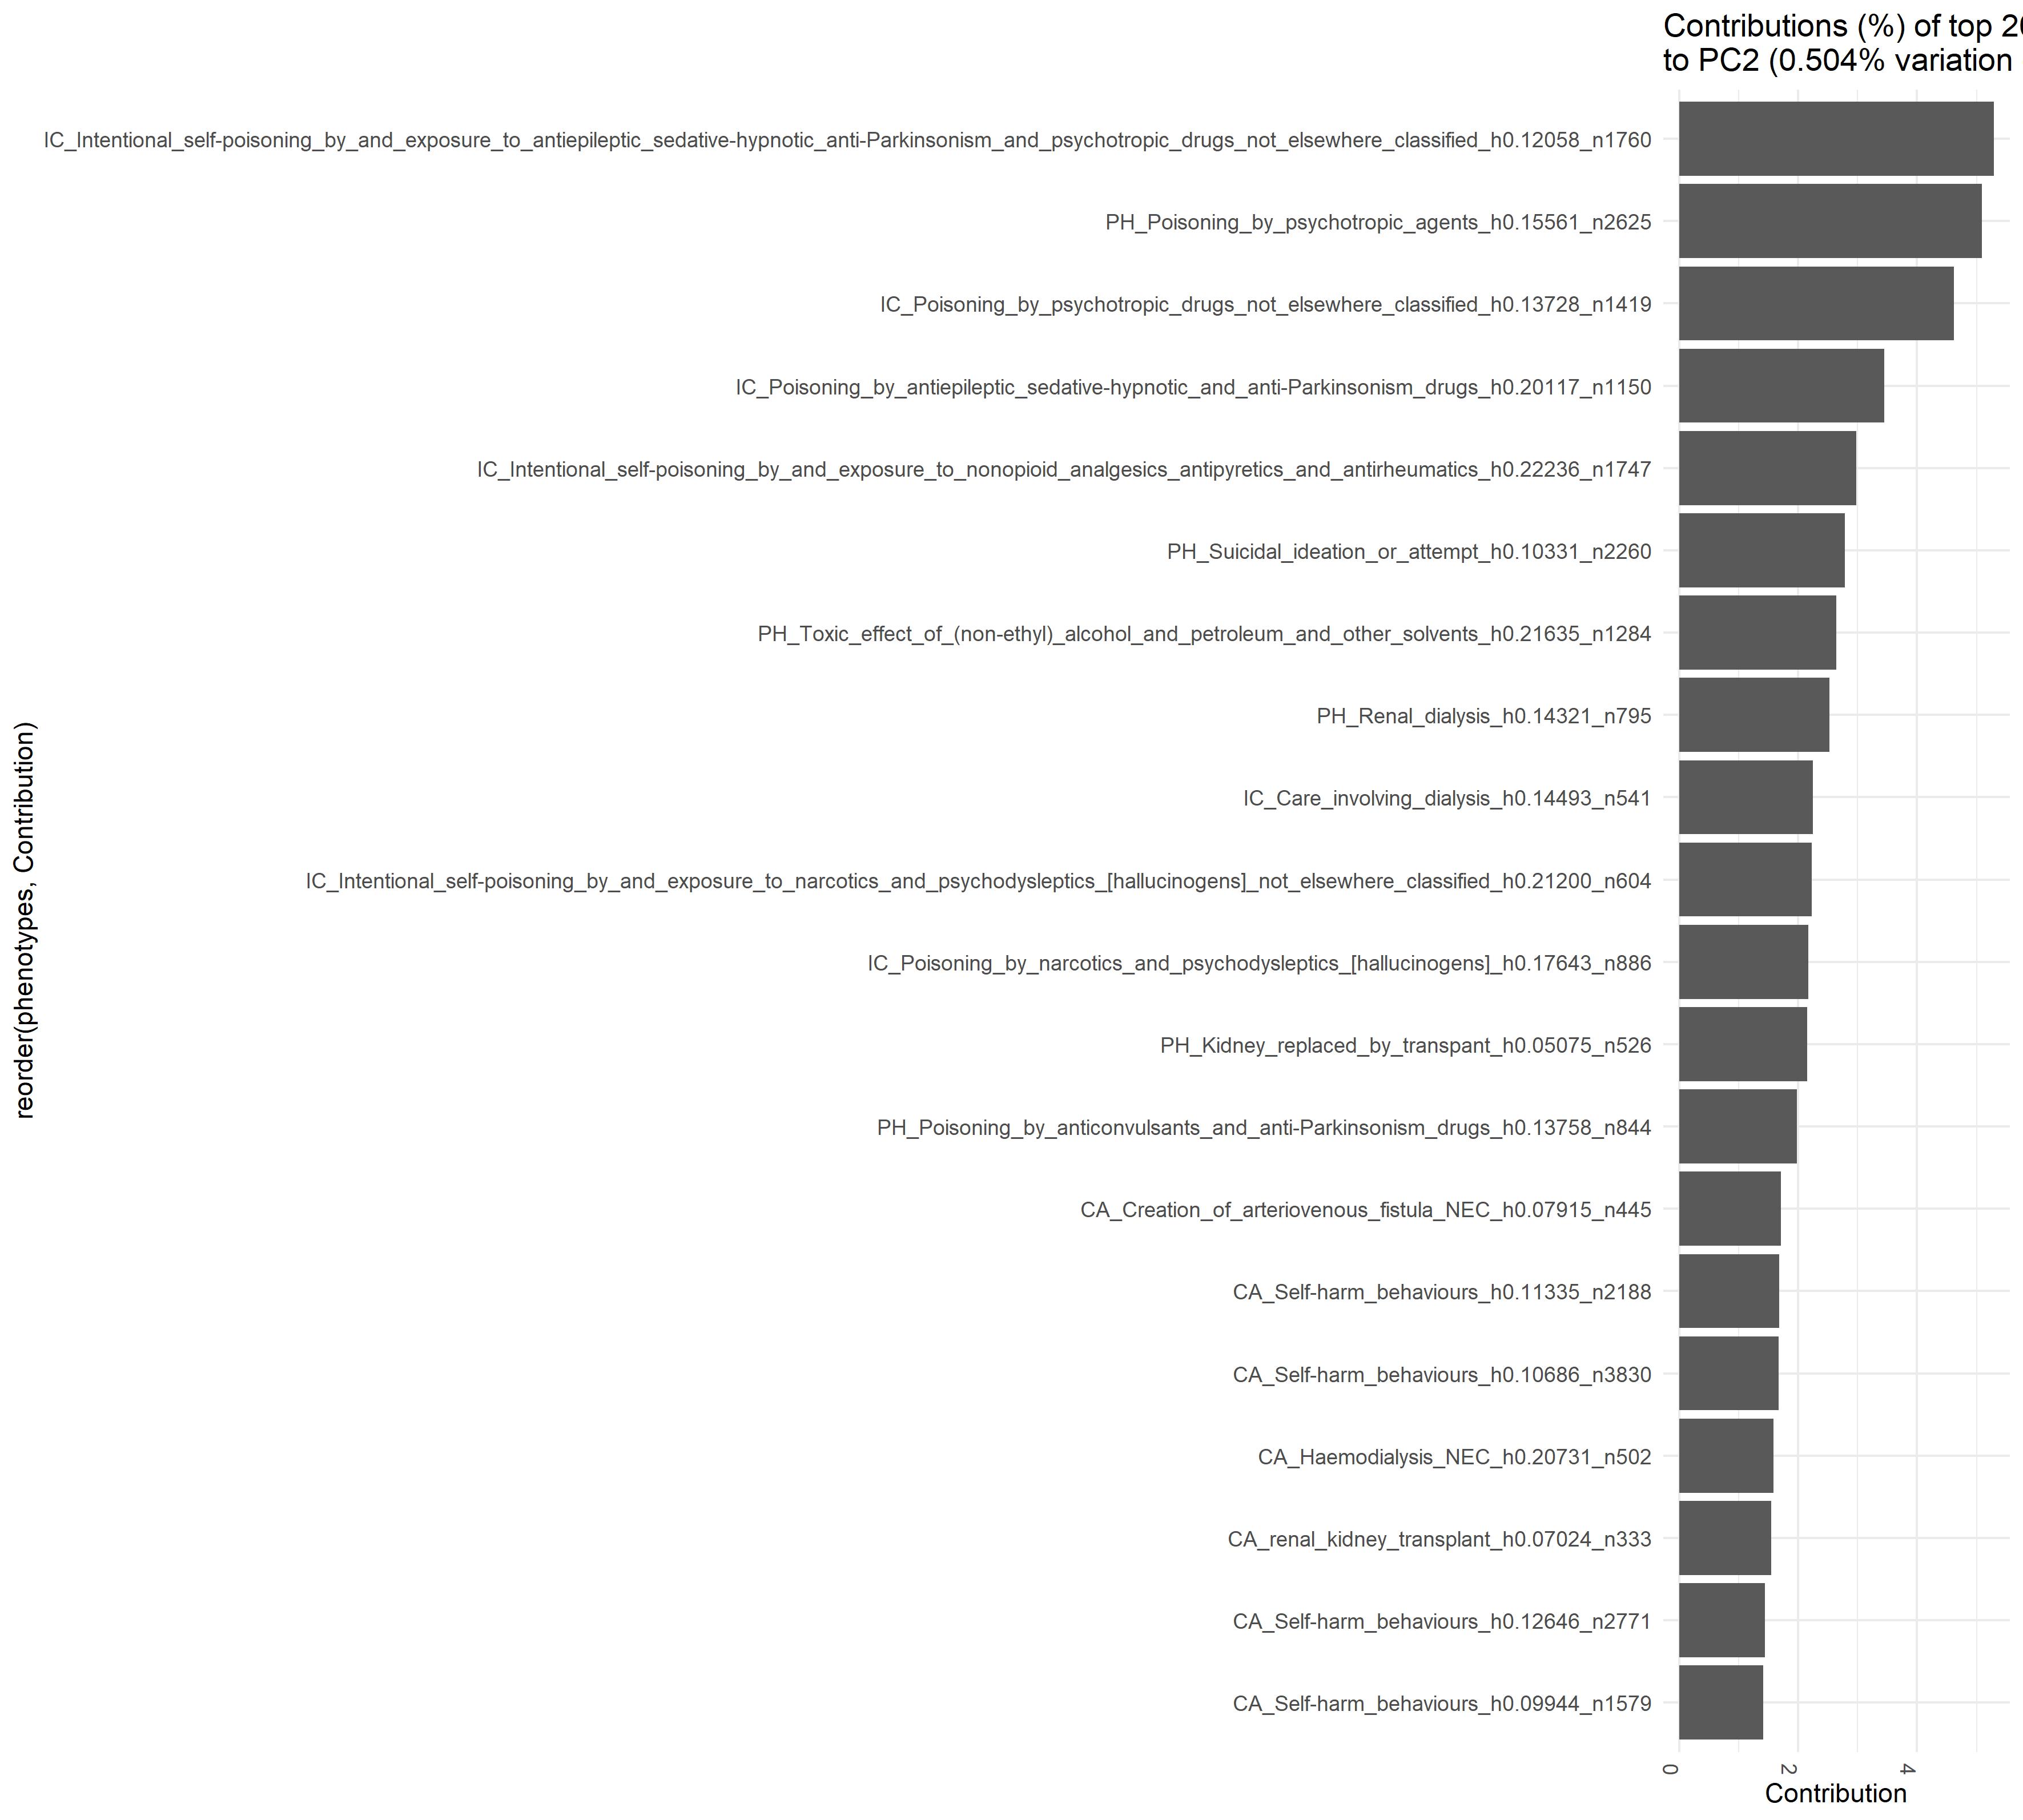 Contributions (%) of top 20
to PC2 (0.504% variation
IC_Intentional_self-poisoning_by_and_exposure_to_antiepileptic_sedative-hypnotic_anti-Parkinsonism_and_psychotropic_drugs_not_elsewhere_classified_h0.12058_n1760
PH_Poisoning_by_psychotropic_agents_h0.15561_n2625
IC_Poisoning_by_psychotropic_drugs_not_elsewhere_classified_h0.13728_n1419
IC_Poisoning_by_antiepileptic_sedative-hypnotic_and_anti-Parkinsonism_drugs_h0.20117_n1150
IC_Intentional_self-poisoning_by_and_exposure_to_nonopioid_analgesics_antipyretics_and_antirheumatics_h0.22236_n1747
PH_Suicidal_ideation_or_attempt_h0.10331_n2260
PH_Toxic_effect_of_(non-ethyl)_alcohol_and_petroleum_and_other_solvents_h0.21635_n1284
PH_Renal_dialysis_h0.14321_n795
IC_Care_involving_dialysis_h0.14493_n541
IC_Intentional_self-poisoning_by_and_exposure_to_narcotics_and_psychodysleptics_[hallucinogens]_not_elsewhere_classified_h0.21200_n604
IC_Poisoning_by_narcotics_and_psychodysleptics_[hallucinogens]_h0.17643_n886
PH_Kidney_replaced_by_transpant_h0.05075_n526
PH_Poisoning_by_anticonvulsants_and_anti-Parkinsonism_drugs_h0.13758_n844
CA_Creation_of_arteriovenous_fistula_NEC_h0.07915_n445
CA_Self-harm_behaviours_h0.11335_n2188
CA_Self-harm_behaviours_h0.10686_n3830
CA_Haemodialysis_NEC_h0.20731_n502
CA_renal_kidney_transplant_h0.07024_n333
CA_Self-harm_behaviours_h0.12646_n2771
CA_Self-harm_behaviours_h0.09944_n1579
reorder(phenotypes, Contribution)
0 2 4
Contribution